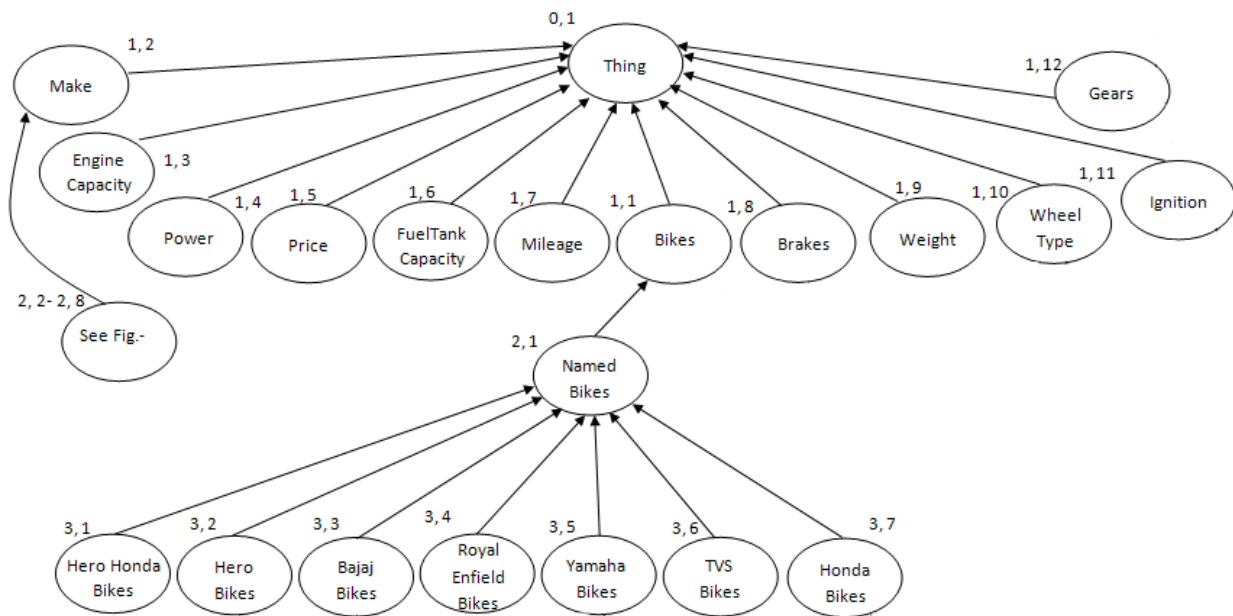 0, 1
Thing
1, 2
Make
1, 12
Gears
Engine
Capacity
1, 3
1, 4
Power
1, 5
Price
1, 6
FuelTank
Capacity
1, 7
Mileage
1, 1
Bikes
1, 8
Brakes
1, 9
Weight
1, 10
Wheel
Type
1, 11
Ignition
2, 2- 2, 8
See Fig.-
2, 1
Named
Bikes
3, 1
Hero Honda
Bikes
3, 2
Hero
Bikes
3, 3
Bajaj
Bikes
3, 4
Royal
Enfield
Bikes
3, 5
Yamaha
Bikes
3, 6
TVS
Bikes
3, 7
Honda
Bikes